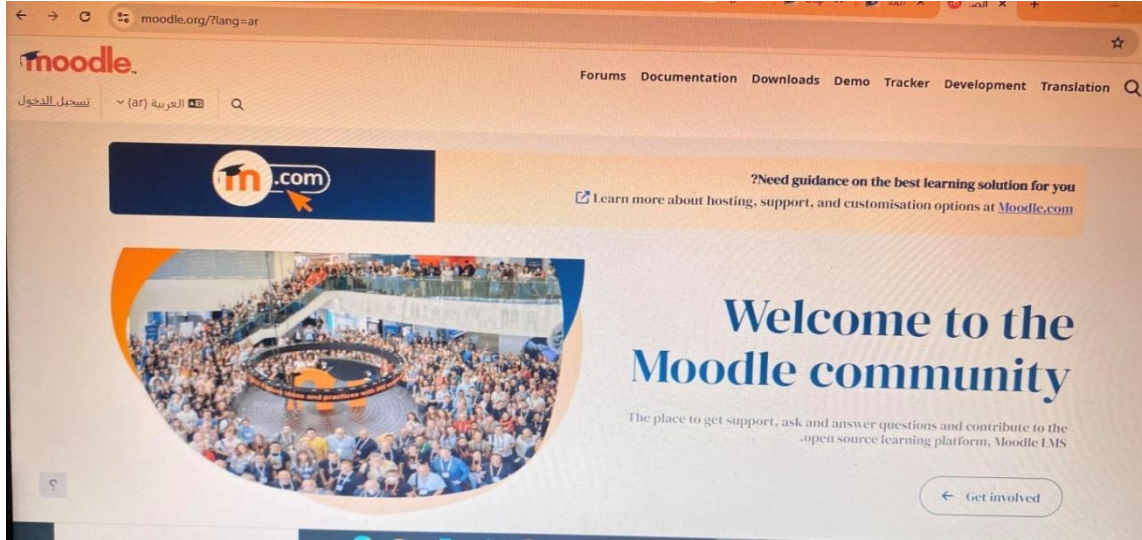 moodle.org/?lang=ar
moodle
Forums Documentation Downloads Demo Tracker Development Translation
العربية (ar)
تسجيل الدخول
m.com
?Need guidance on the best learning solution for you
Learn more about hosting, support, and customisation options at Moodle.com
Welcome to the
Moodle community
The place to get support, ask and answer questions and contribute to the
.open source learning platform, Moodle LMS
Get involved
؟